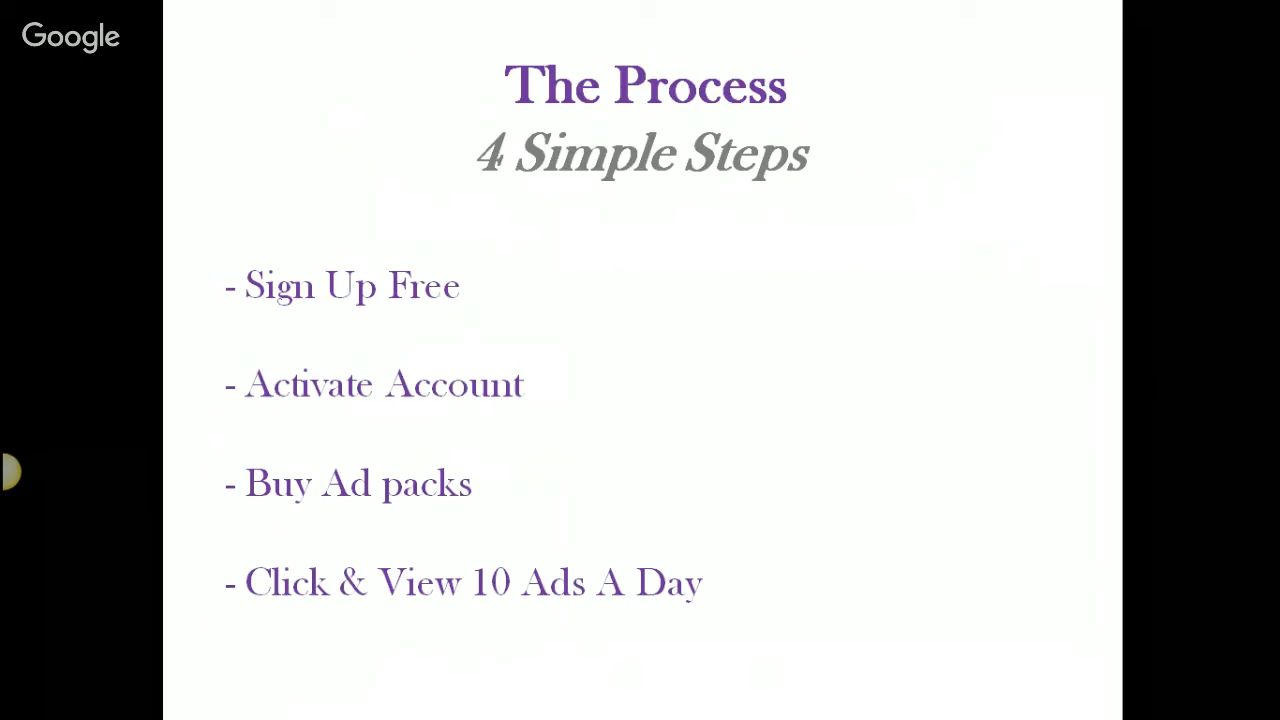 Google
The Process
4 Simple Steps
- Sign Up Free
- Activate Account
- Buy Ad packs
- Click & View 10 Ads A Day